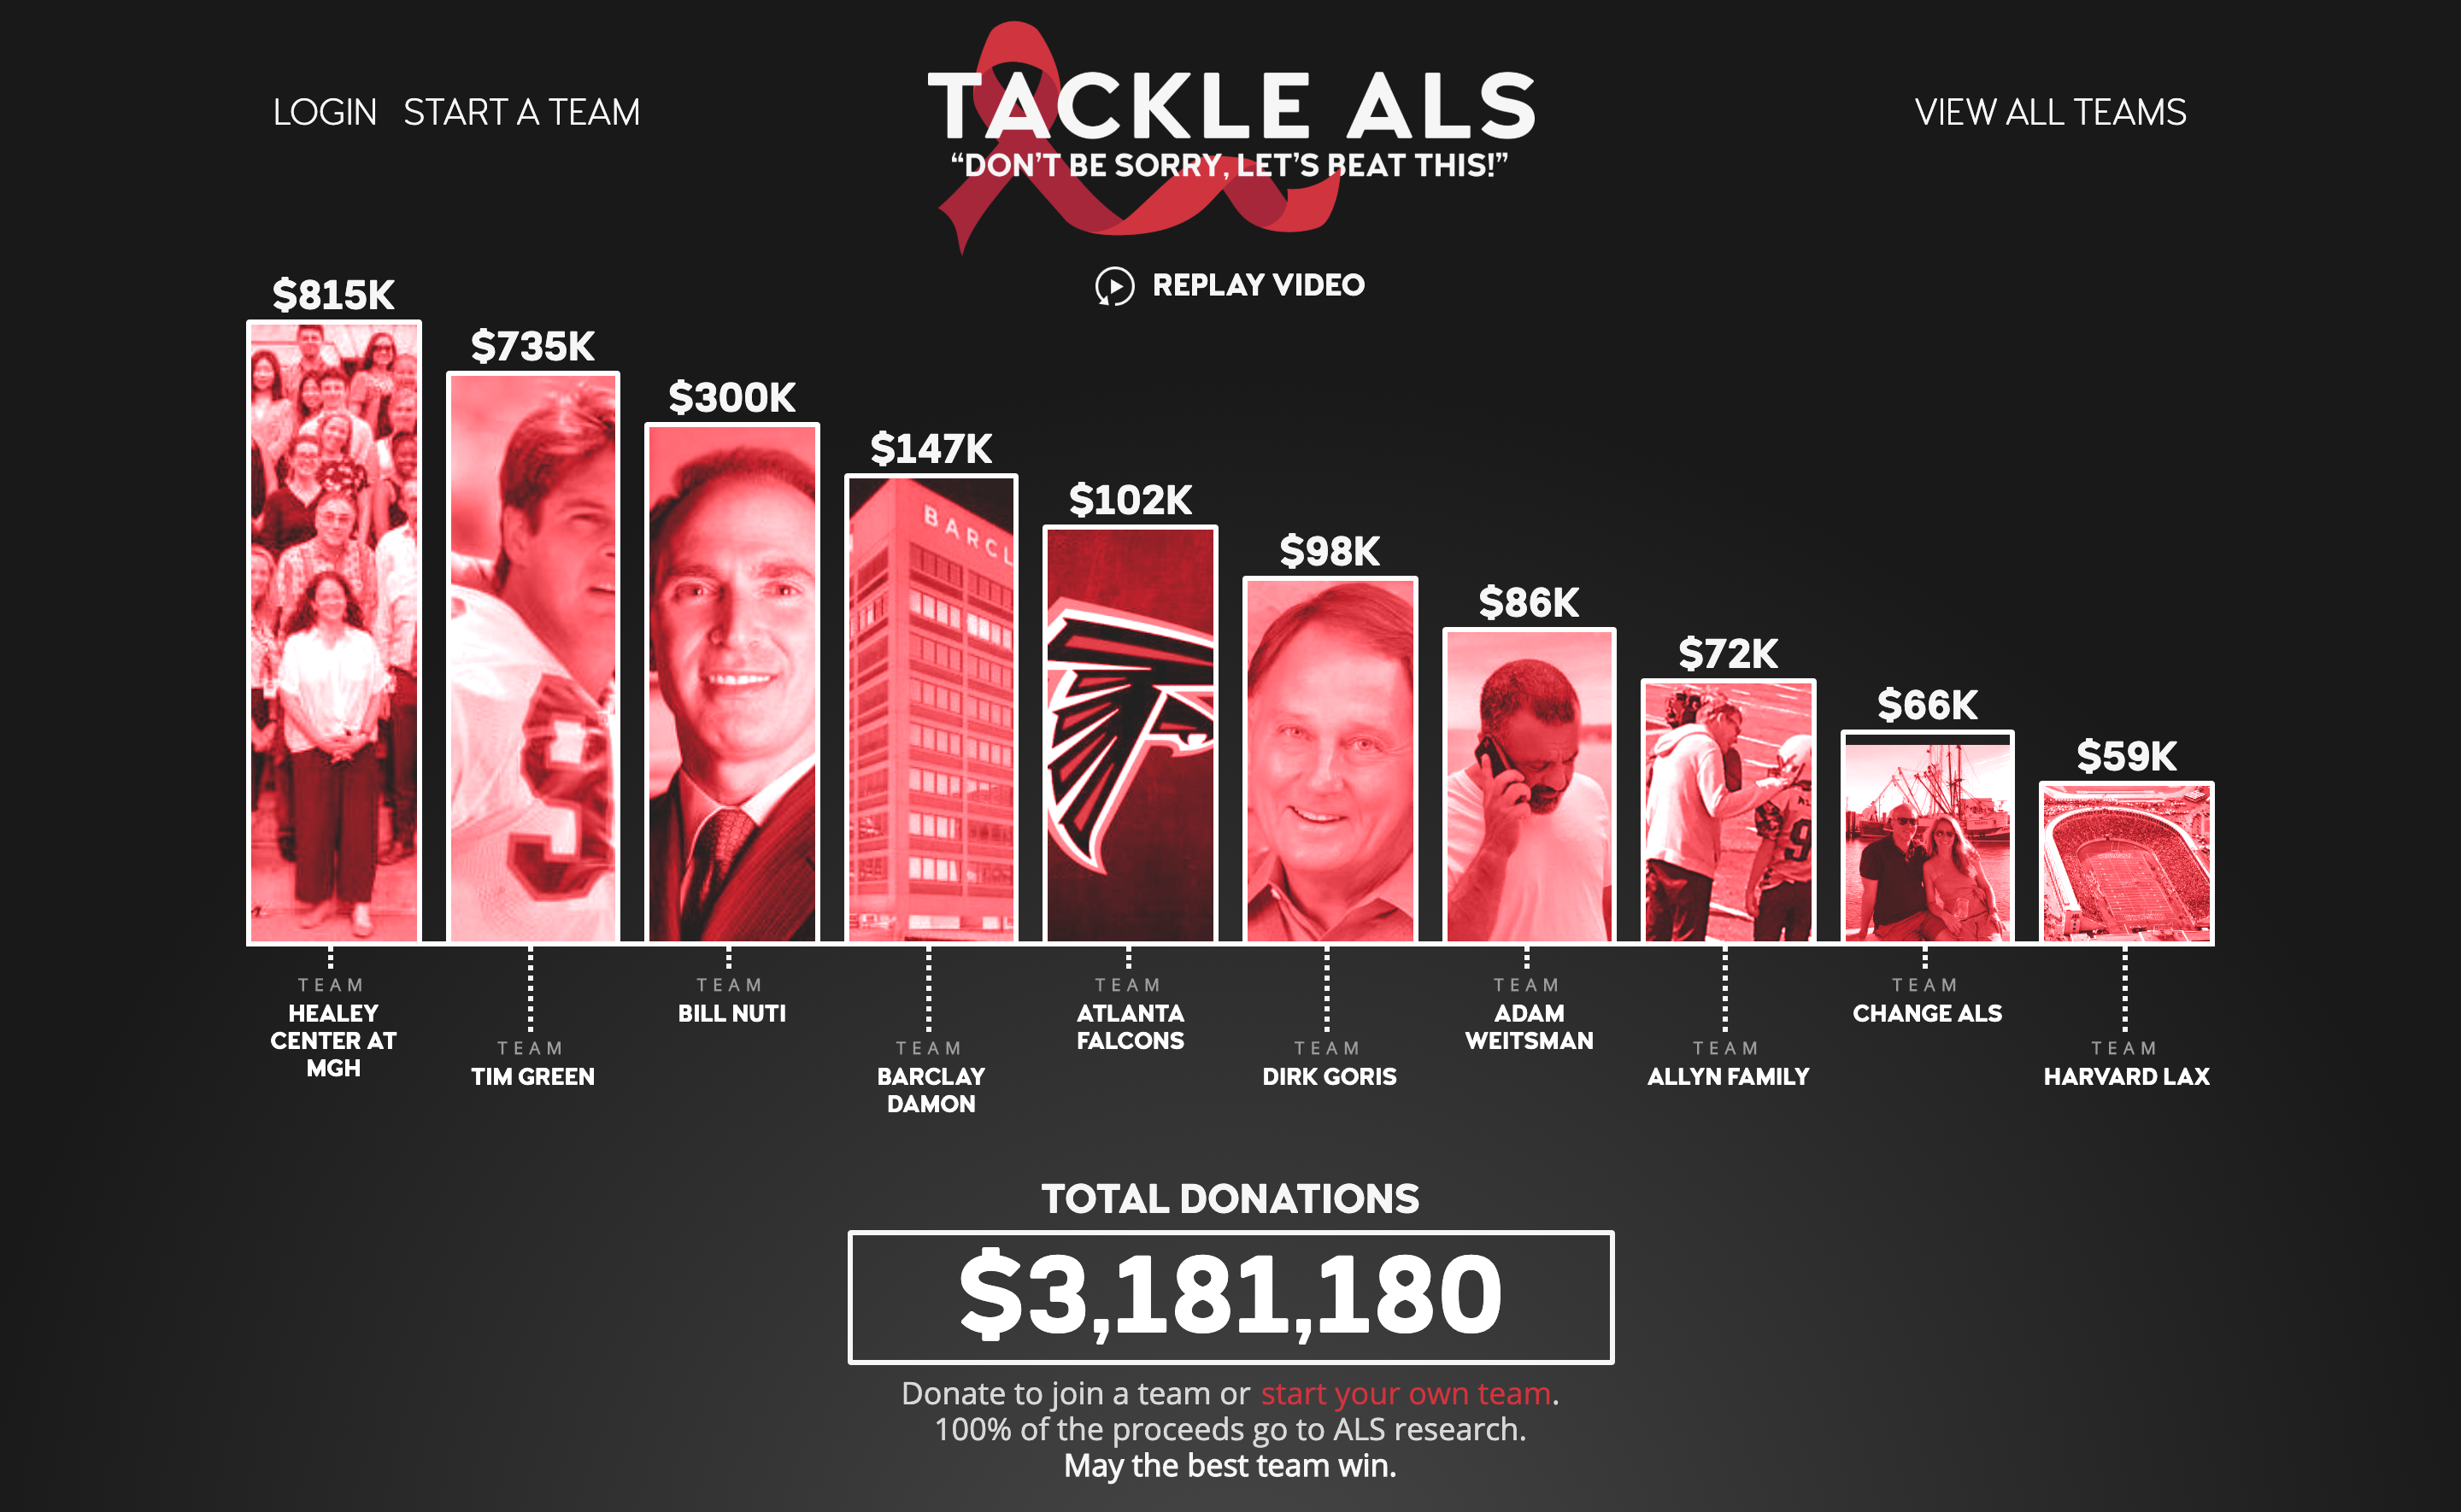 LOGIN START A TEAM
TACKLE ALS
“DON’T BE SORRY, LET’S BEAT THIS!”
VIEW ALL TEAMS
REPLAY VIDEO
$815K
$735K
$300K
$147K
$102K
$98K
$86K
$72K
$66K
$59K
BARCL
9
TEAM
HEALEY
CENTER AT
MGH
TEAM
TIM GREEN
TEAM
BILL NUTI
TEAM
BARCLAY
DAMON
TEAM
ATLANTA
FALCONS
TEAM
DIRK GORIS
TEAM
ADAM
WEITSMAN
TEAM
ALLYN FAMILY
TEAM
CHANGE ALS
TEAM
HARVARD LAX
TOTAL DONATIONS
$3,181,180
Donate to join a team or start your own team.
100% of the proceeds go to ALS research.
May the best team win.